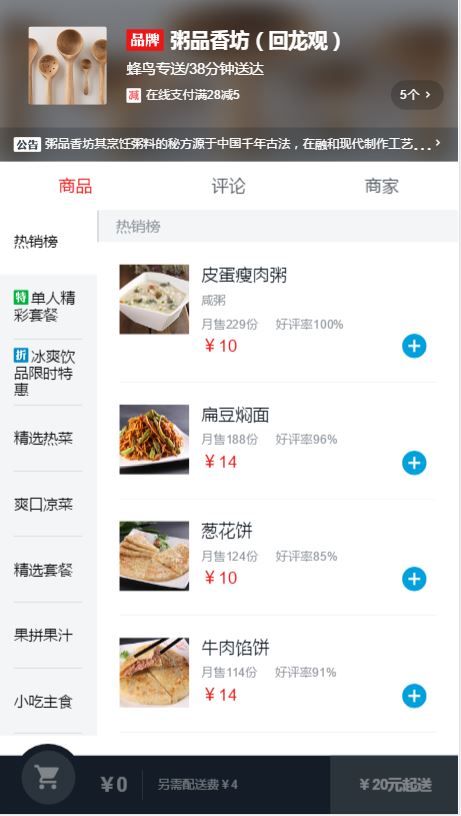 品牌 粥品香坊（回龙观）
蜂鸟专送/38分钟送达
减 在线支付满28减5
5个 >
公告 粥品香坊其烹饪粥料的秘方源于中国千年古法，在融和现代制作工艺... >
商品 评论 商家
热销榜
特 单人精
彩套餐
折 冰爽饮
品限时特
惠
精选热菜
爽口凉菜
精选套餐
果拼果汁
小吃主食
热销榜
皮蛋瘦肉粥
咸粥
月售229份 好评率100%
￥10
扁豆焖面
月售188份 好评率96%
￥14
葱花饼
月售124份 好评率85%
￥10
牛肉馅饼
月售114份 好评率91%
￥14
￥0 另需配送费￥4 ￥20元起送